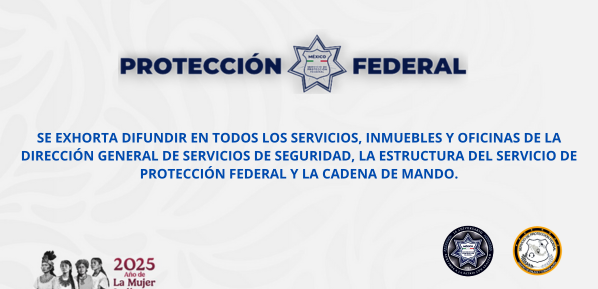 PROTECCIÓN FEDERAL
MÉXICO
SE EXHORTA DIFUNDIR EN TODOS LOS SERVICIOS, INMUEBLES Y OFICINAS DE LA
DIRECCIÓN GENERAL DE SERVICIOS DE SEGURIDAD, LA ESTRUCTURA DEL SERVICIO DE
PROTECCIÓN FEDERAL Y LA CADENA DE MANDO.
2025
Año de
La Mujer